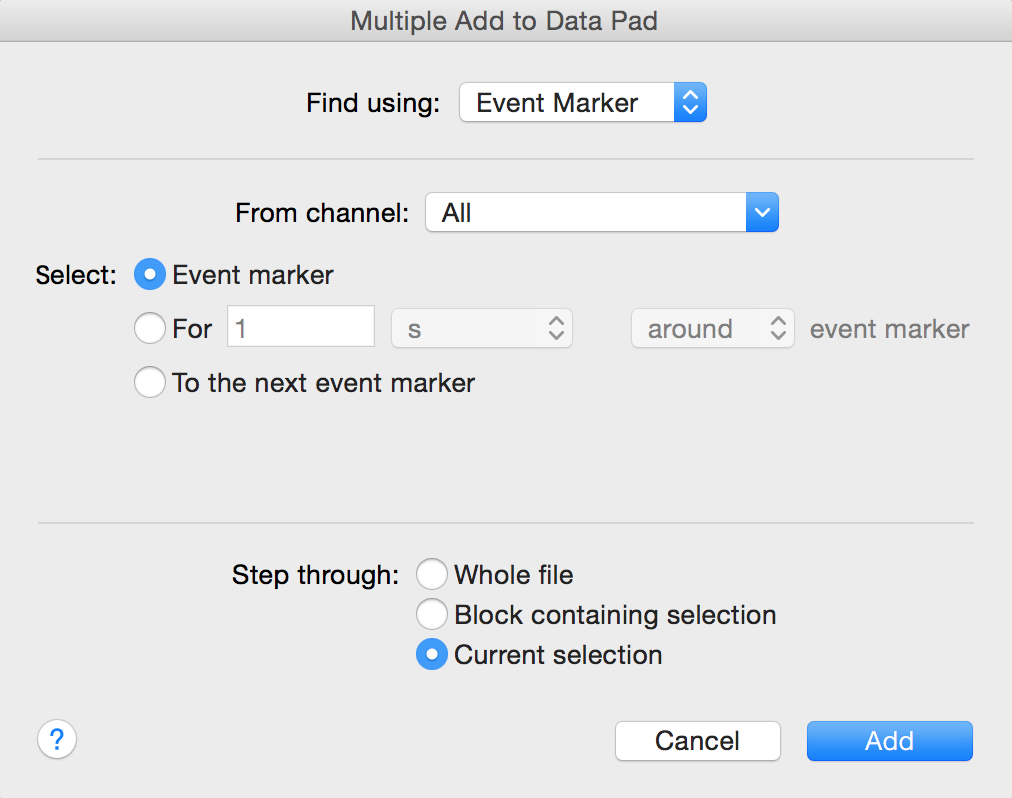 Multiple Add to Data Pad
Find using: Event Marker
From channel: All
Select: Event marker
For 1 s around event marker
To the next event marker
Step through: Whole file
Block containing selection
Current selection
? Cancel Add